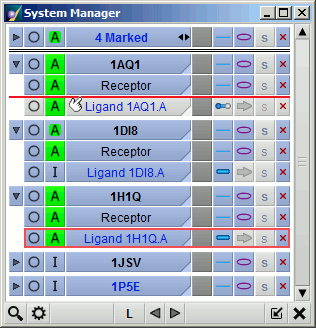 System Manager
A 4 Marked s ×
A 1AQ1 s ×
A Receptor s ×
A Ligand 1AQ1.A s ×
A 1DI8 s ×
A Receptor s ×
I Ligand 1DI8.A s ×
A 1H1Q s ×
A Receptor s ×
A Ligand 1H1Q.A s ×
I 1JSV s ×
I 1P5E s ×
L